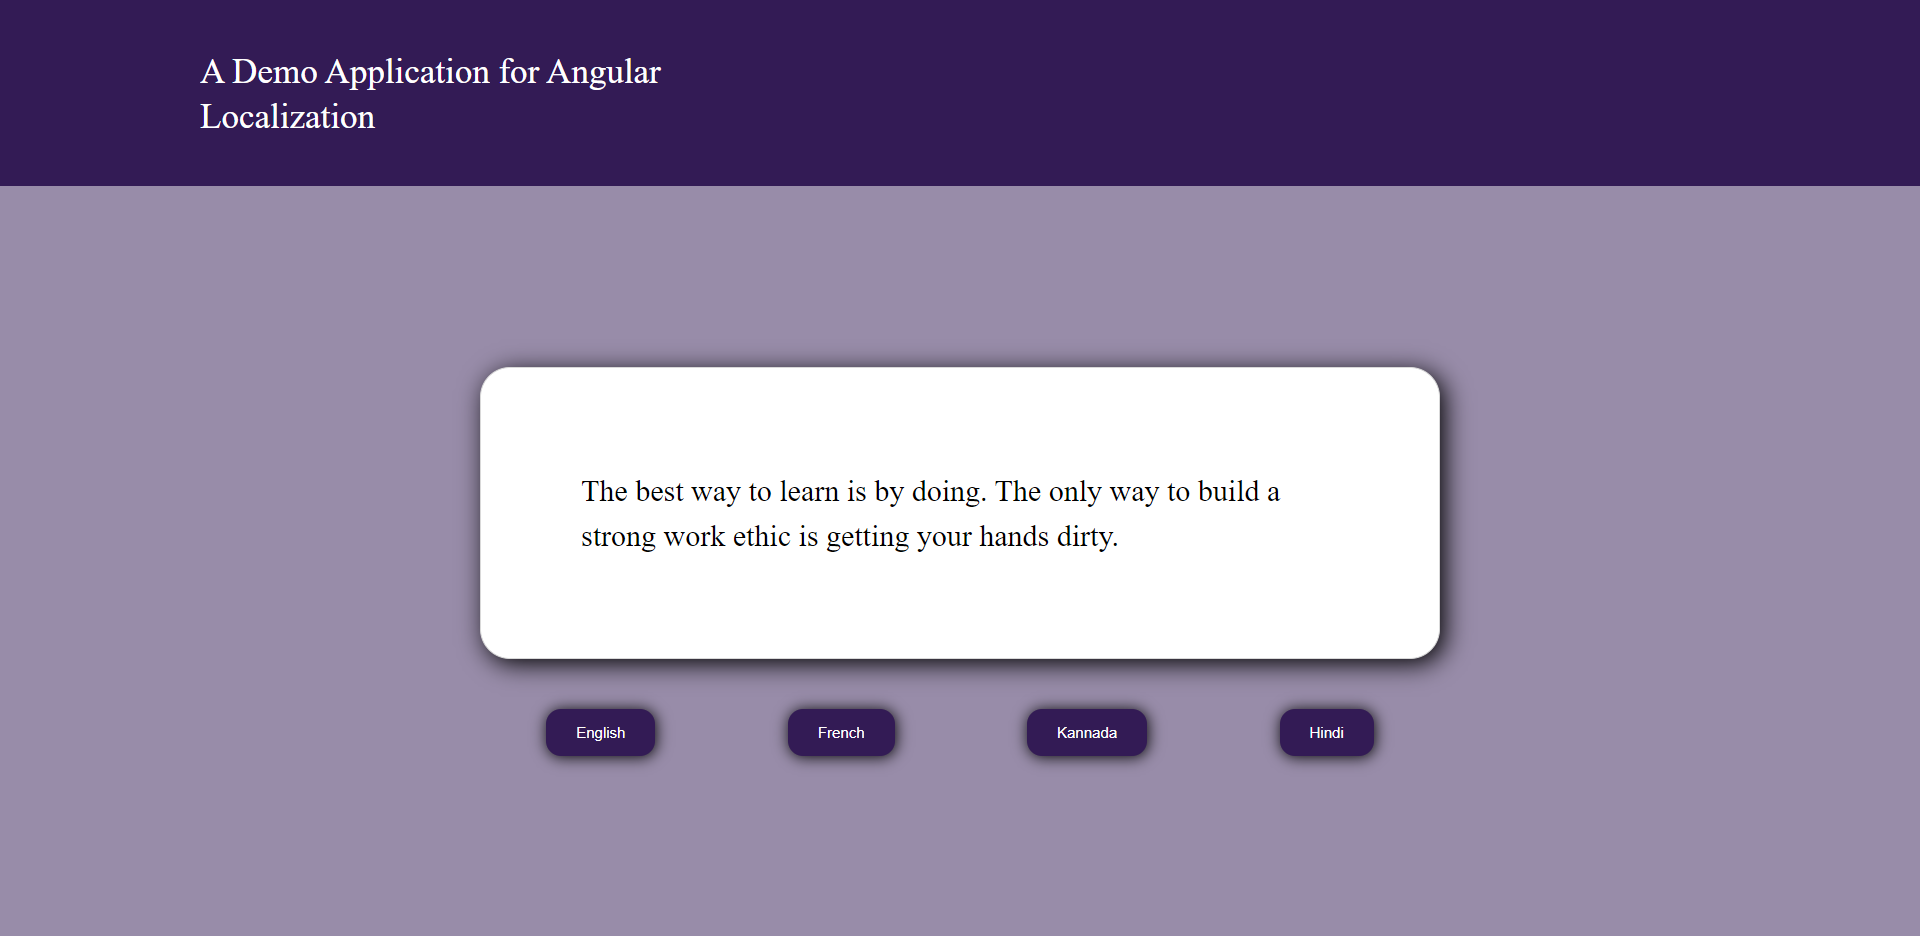 A Demo Application for Angular
Localization
The best way to learn is by doing. The only way to build a
strong work ethic is getting your hands dirty.
English
French
Kannada
Hindi